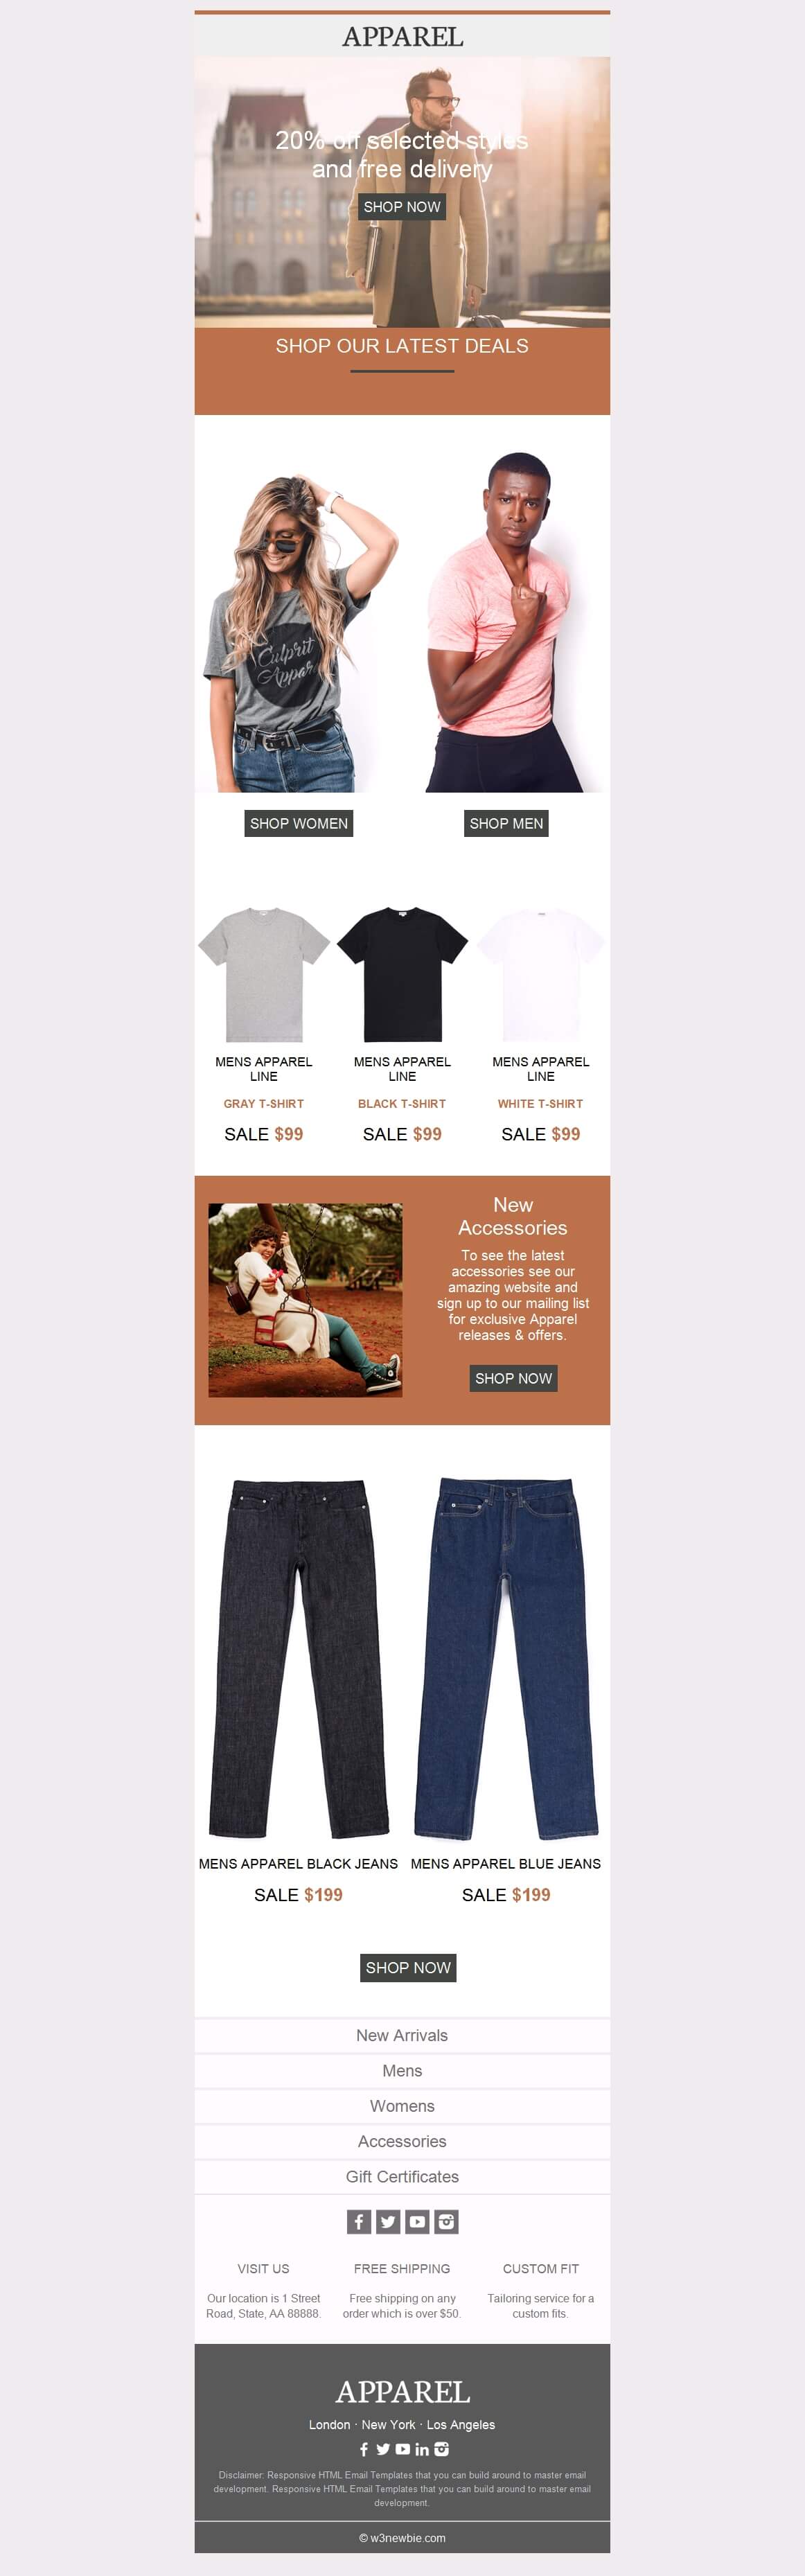 APPAREL
20% off selected styles
and free delivery
SHOP NOW
SHOP OUR LATEST DEALS
Culprit
Appar
SHOP WOMEN
SHOP MEN
MENS APPAREL
LINE
GRAY T-SHIRT
SALE $99
MENS APPAREL
LINE
BLACK T-SHIRT
SALE $99
MENS APPAREL
LINE
WHITE T-SHIRT
SALE $99
New
Accessories
To see the latest
accessories see our
amazing website and
sign up to our mailing list
for exclusive Apparel
releases & offers.
SHOP NOW
MENS APPAREL BLACK JEANS
SALE $199
MENS APPAREL BLUE JEANS
SALE $199
SHOP NOW
New Arrivals
Mens
Womens
Accessories
Gift Certificates
VISIT US
Our location is 1 Street
Road, State, AA 88888.
FREE SHIPPING
Free shipping on any
order which is over $50.
CUSTOM FIT
Tailoring service for a
custom fits.
APPAREL
London · New York · Los Angeles
Disclaimer: Responsive HTML Email Templates that you can build around to master email
development. Responsive HTML Email Templates that you can build around to master email
development.
© w3newbie.com